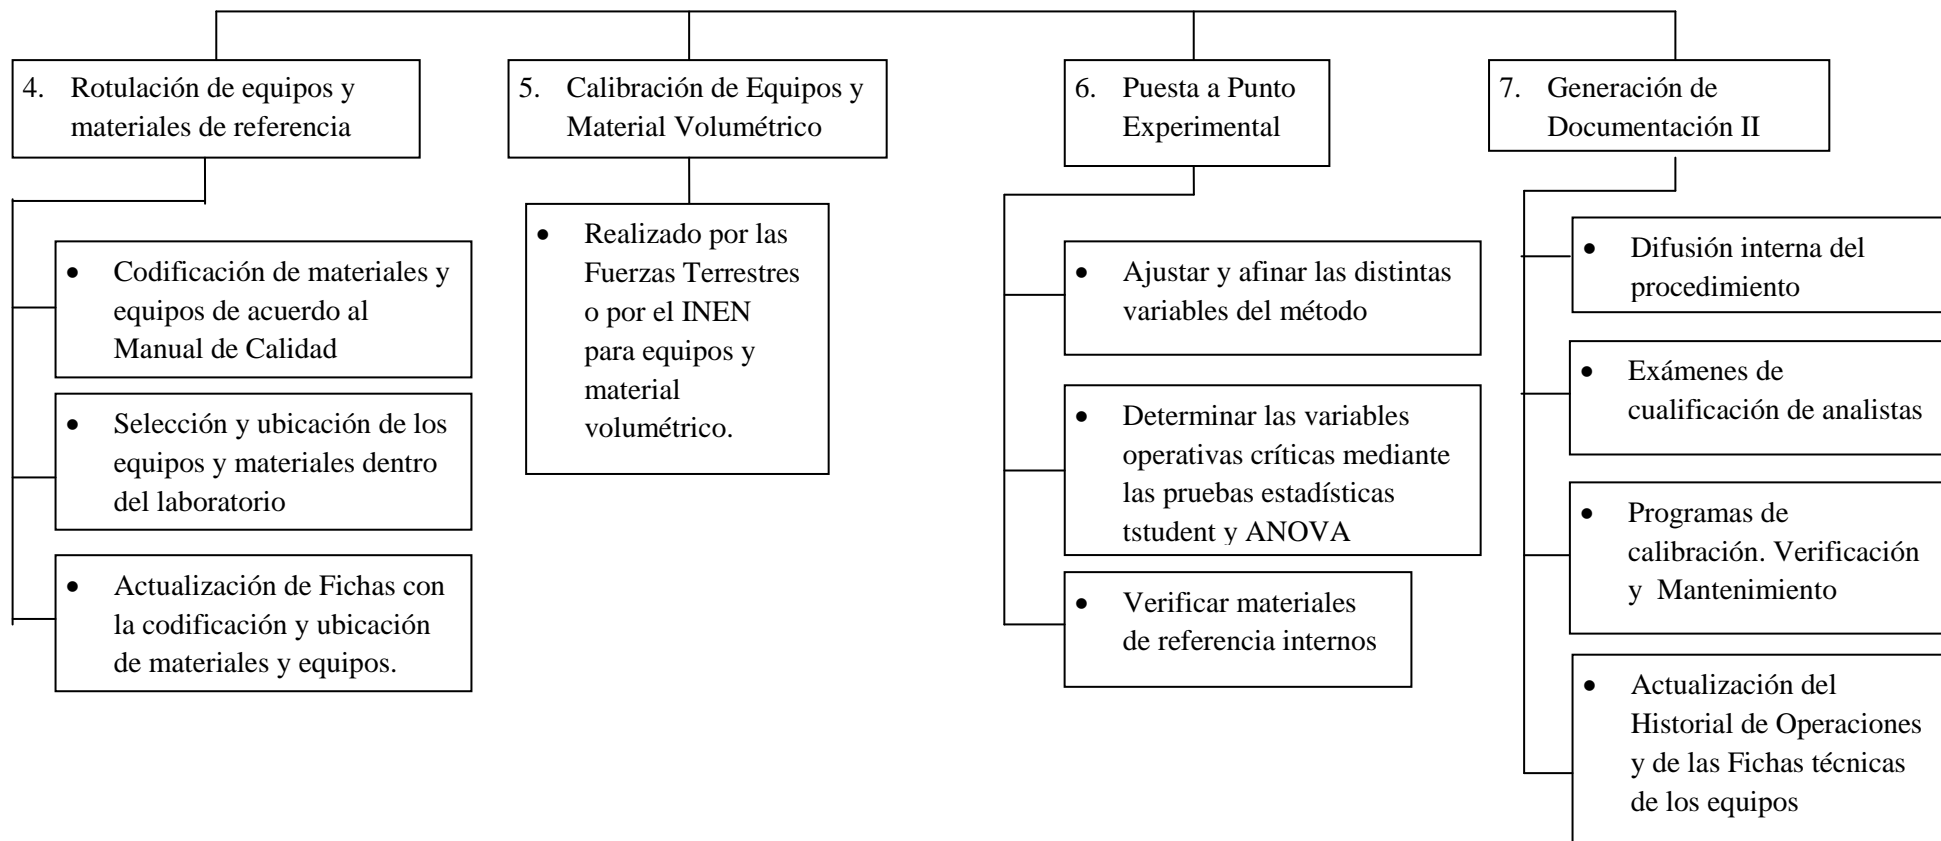 4. Rotulación de equipos y
materiales de referencia
• Codificación de materiales y
equipos de acuerdo al
Manual de Calidad
• Selección y ubicación de los
equipos y materiales dentro
del laboratorio
• Actualización de Fichas con
la codificación y ubicación
de materiales y equipos.
5. Calibración de Equipos y
Material Volumétrico
• Realizado por las
Fuerzas Terrestres
o por el INEN
para equipos y
material
volumétrico.
6. Puesta a Punto
Experimental
• Ajustar y afinar las distintas
variables del método
• Determinar las variables
operativas críticas mediante
las pruebas estadísticas
tstudent y ANOVA
• Verificar materiales
de referencia internos
7. Generación de
Documentación II
• Difusión interna del
procedimiento
• Exámenes de
cualificación de analistas
• Programas de
calibración. Verificación
y Mantenimiento
• Actualización del
Historial de Operaciones
y de las Fichas técnicas
de los equipos